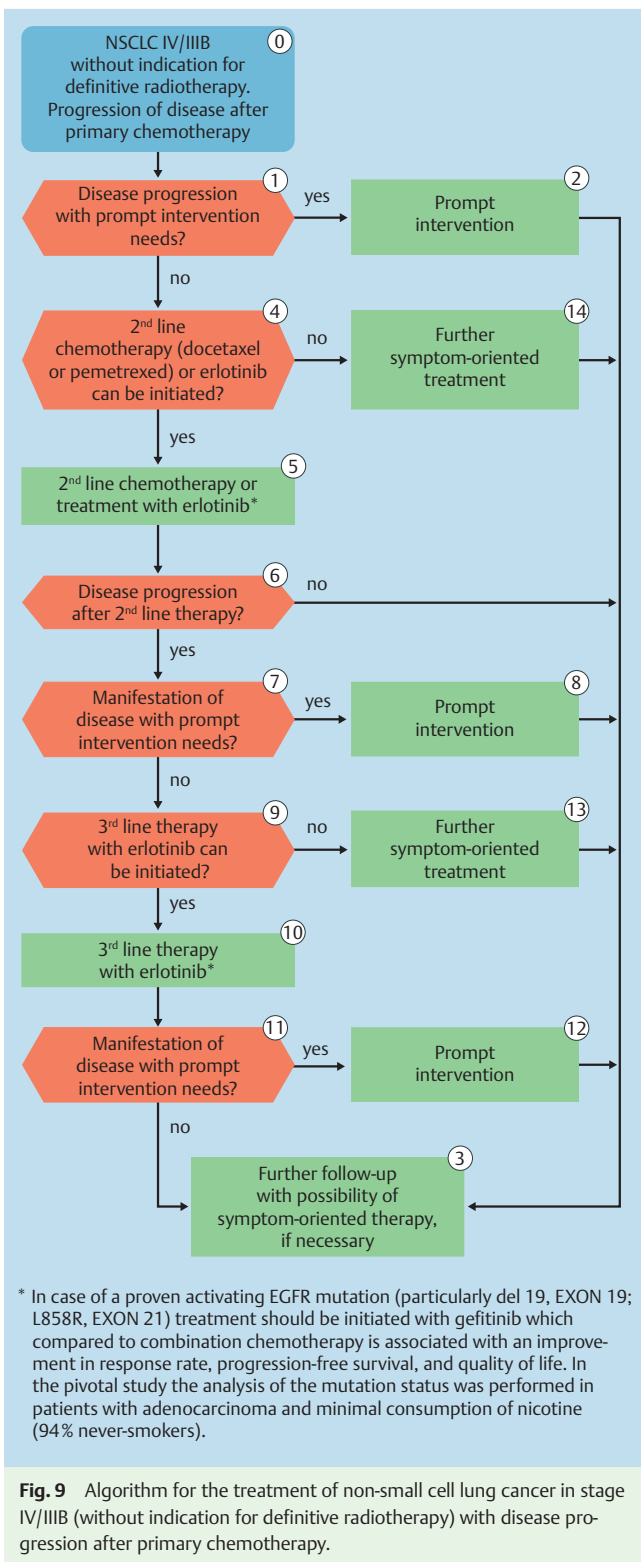 0
NSCLC IV/IIIB
without indication for
definitive radiotherapy.
Progression of disease after
primary chemotherapy
1
Disease progression
with prompt intervention
needs?
yes
2
Prompt
intervention
no
4
2nd line
chemotherapy (docetaxel
or pemetrexed) or erlotinib
can be initiated?
no
14
Further
symptom-oriented
treatment
yes
5
2nd line chemotherapy or
treatment with erlotinib*
6
Disease progression
after 2nd line therapy?
no
yes
7
Manifestation of
disease with prompt
intervention needs?
yes
8
Prompt
intervention
no
9
3rd line therapy
with erlotinib can
be initiated?
no
13
Further
symptom-oriented
treatment
yes
10
3rd line therapy
with erlotinib*
11
Manifestation of
disease with prompt
intervention needs?
yes
12
Prompt
intervention
no
3
Further follow-up
with possibility of
symptom-oriented therapy,
if necessary
* In case of a proven activating EGFR mutation (particularly del 19, EXON 19;
L858R, EXON 21) treatment should be initiated with gefitinib which
compared to combination chemotherapy is associated with an improve-
ment in response rate, progression-free survival, and quality of life. In
the pivotal study the analysis of the mutation status was performed in
patients with adenocarcinoma and minimal consumption of nicotine
(94% never-smokers).
Fig. 9 Algorithm for the treatment of non-small cell lung cancer in stage
IV/IIIB (without indication for definitive radiotherapy) with disease pro-
gression after primary chemotherapy.